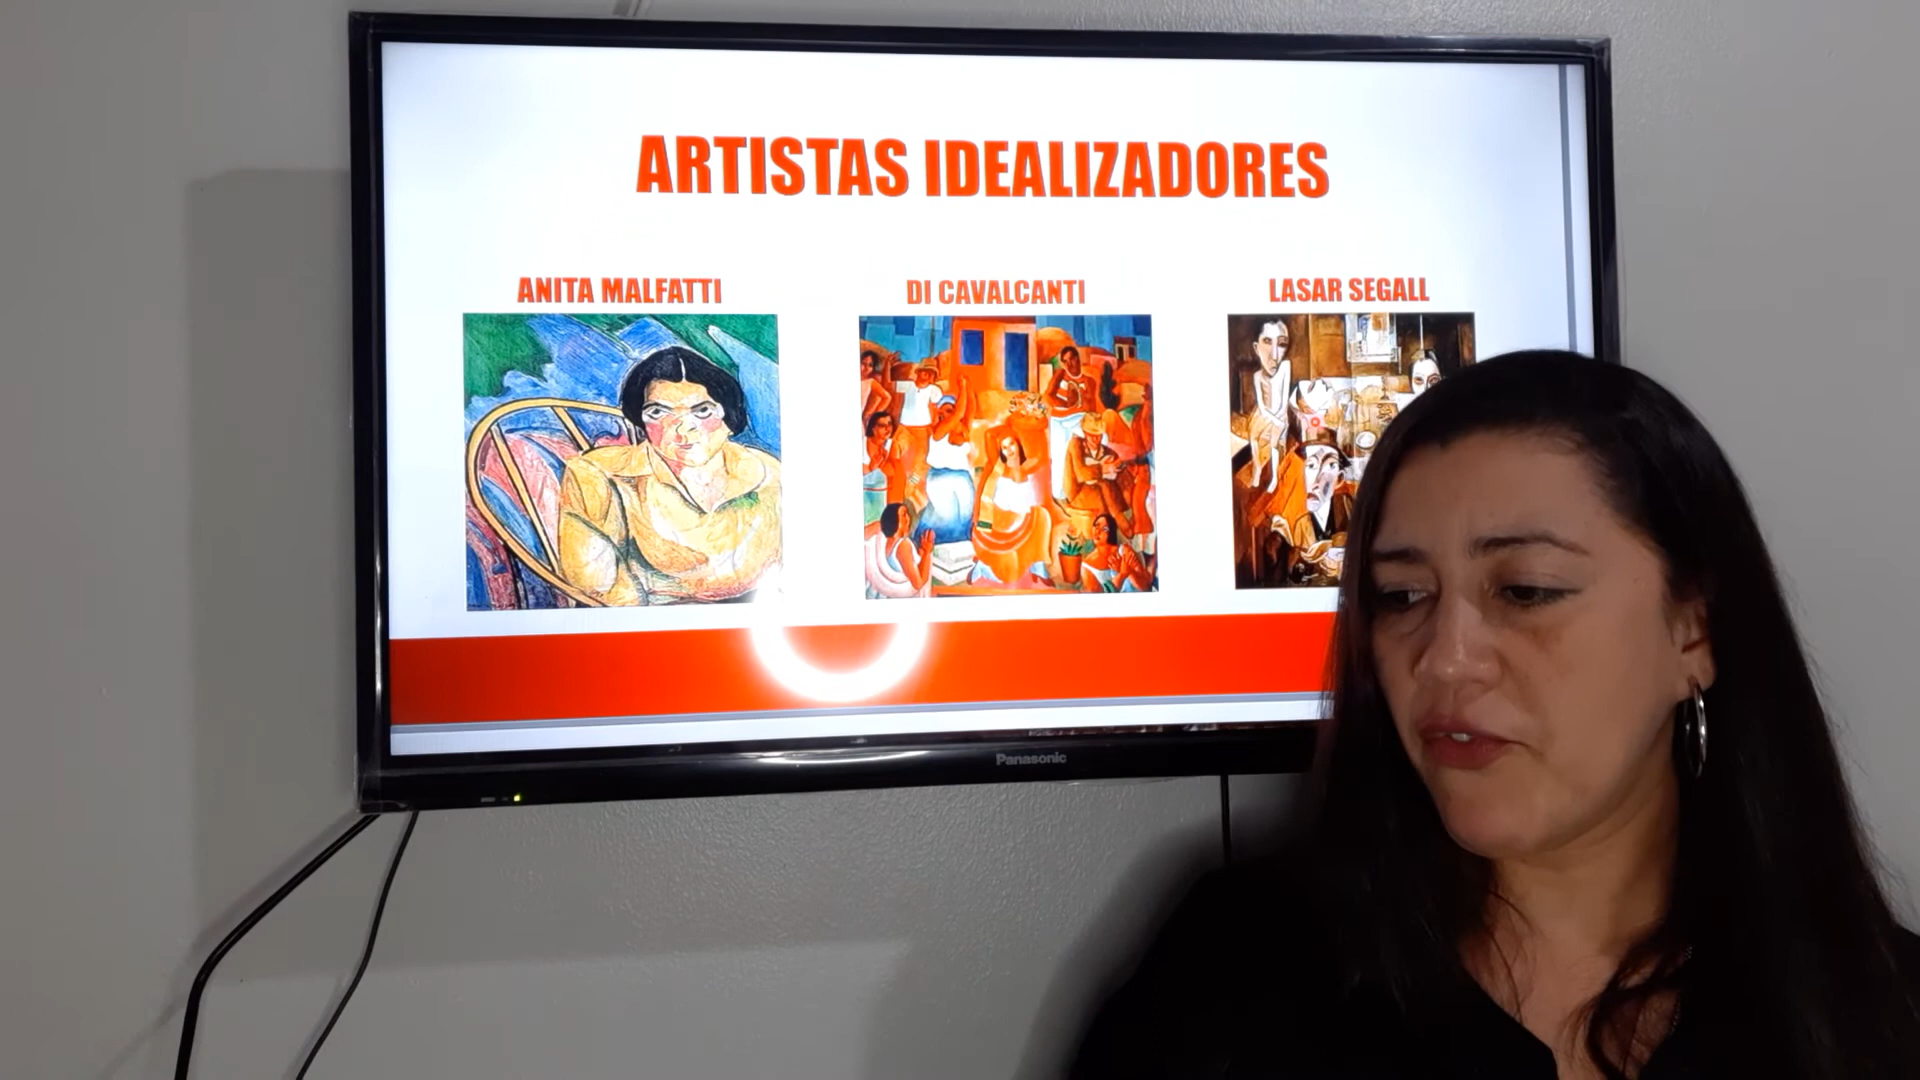 ARTISTAS IDEALIZADORES
ANITA MALFATTI
DI CAVALCANTI
LASAR SEGALL
Panasonic